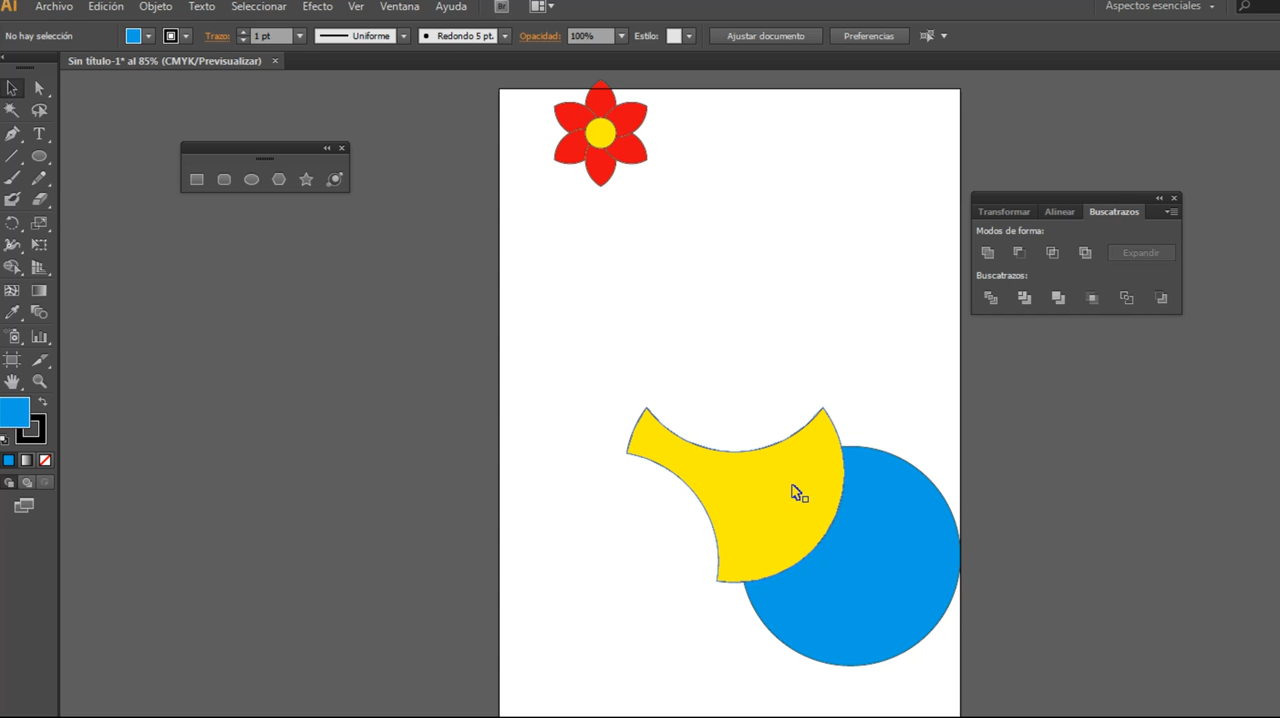 Ai Archivo Edición Objeto Texto Seleccionar Efecto Ver Ventana Ayuda Br Aspectos esenciales
No hay selección Trazo: 1 pt Uniforme Redondo 5 pt. Opacidad: 100% Estilo: Ajustar documento Preferencias
Sin título-1* al 85% (CMYK/Previsualizar)
T
Transformar Alinear Buscatrazos
Modos de forma:
Expandir
Buscatrazos: